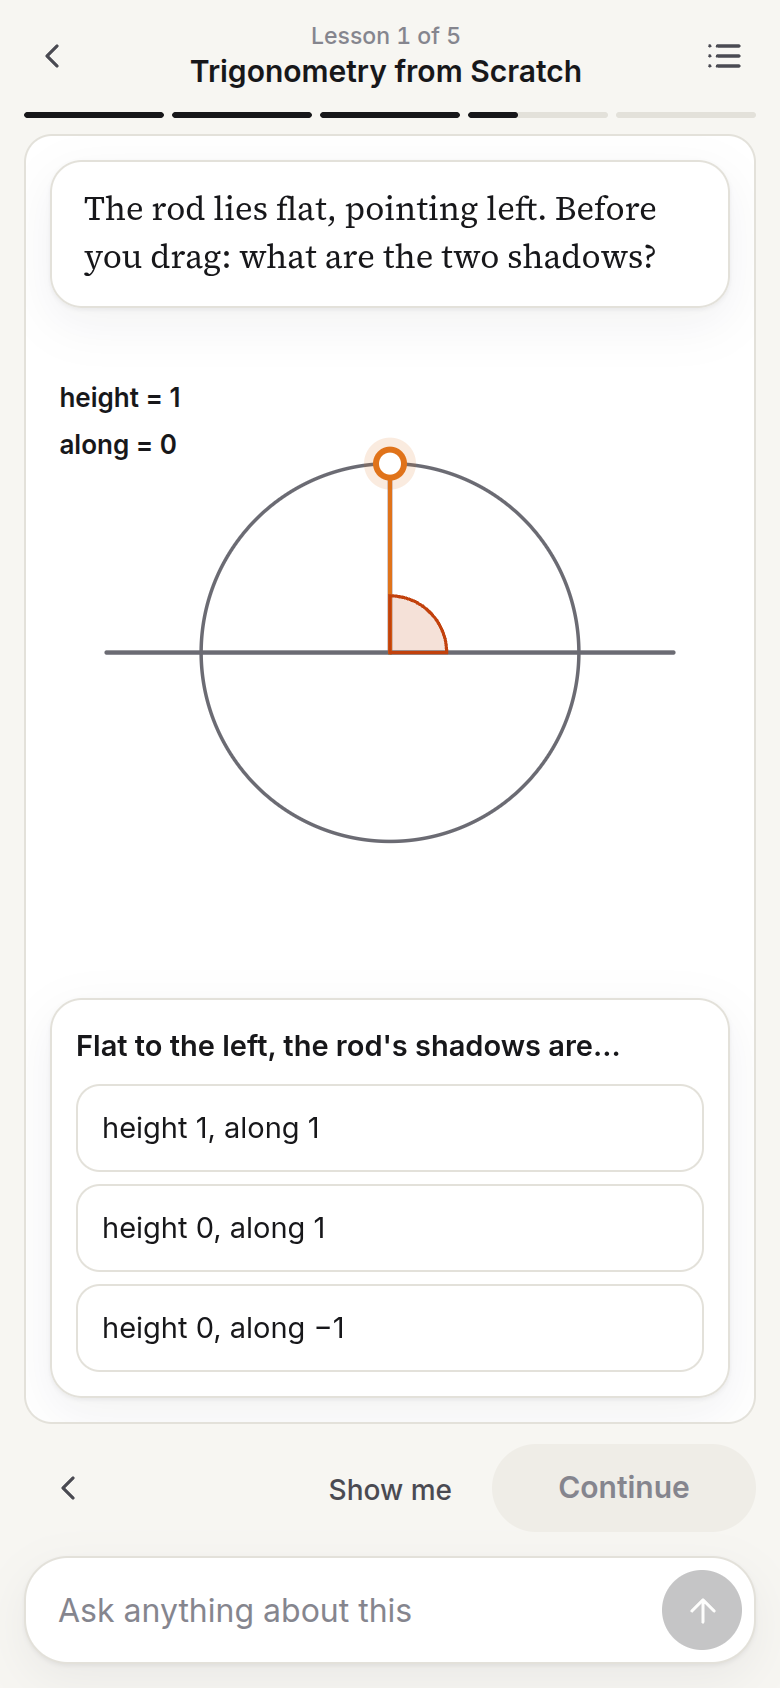 Lesson 1 of 5
Trigonometry from Scratch
The rod lies flat, pointing left. Before
you drag: what are the two shadows?
height = 1
along = 0
Flat to the left, the rod's shadows are...
height 1, along 1
height 0, along 1
height 0, along −1
Show me
Continue
Ask anything about this